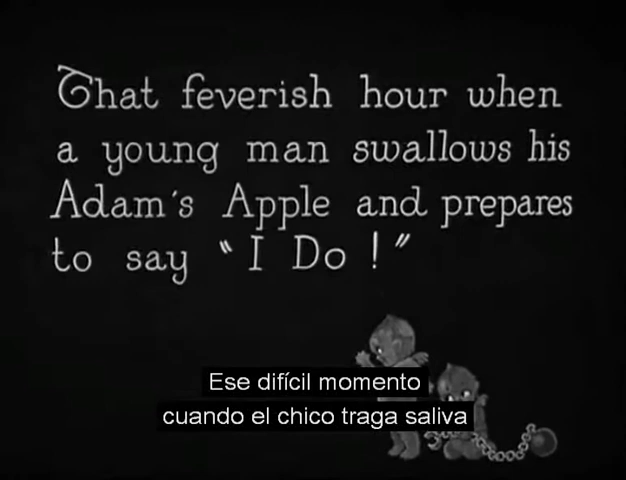 That feverish hour when
a young man swallows his
Adam's Apple and prepares
to say "I Do!"
Ese difícil momento
cuando el chico traga saliva